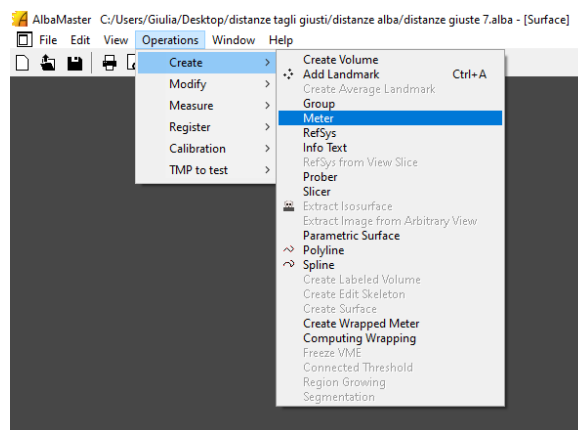 AlbaMaster C:/Users/Giulia/Desktop/distanze tagli giusti/distanze alba/distanze giuste 7.alba - [Surface]
File Edit View Operations Window Help
Create
Modify
Measure
Register
Calibration
TMP to test
Create Volume
Add Landmark Ctrl+A
Create Average Landmark
Group
Meter
RefSys
Info Text
RefSys from View Slice
Prober
Slicer
Extract Isosurface
Extract Image from Arbitrary View
Parametric Surface
Polyline
Spline
Create Labeled Volume
Create Edit Skeleton
Create Surface
Create Wrapped Meter
Computing Wrapping
Freeze VME
Connected Threshold
Region Growing
Segmentation